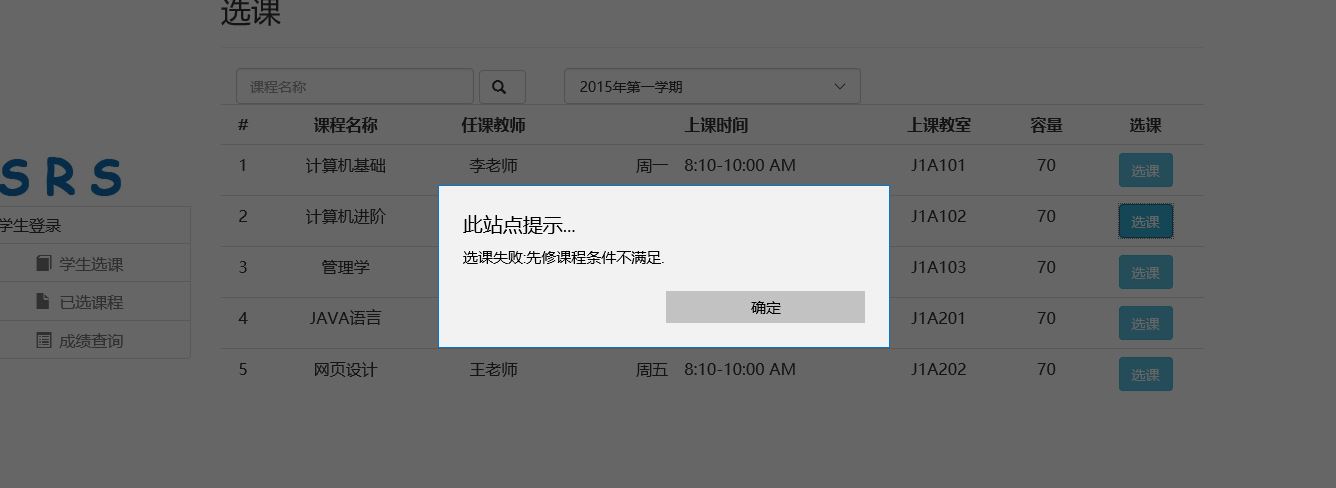 选课
课程名称 2015年第一学期
# 课程名称 任课教师 上课时间 上课教室 容量 选课
1 计算机基础 李老师 周一 8:10-10:00 AM J1A101 70 选课
SRS
学生登录
学生选课
已选课程
成绩查询
2 计算机进阶 J1A102 70 选课
3 管理学 J1A103 70 选课
4 JAVA语言 J1A201 70 选课
5 网页设计 王老师 周五 8:10-10:00 AM J1A202 70 选课
此站点提示...
选课失败:先修课程条件不满足.
确定